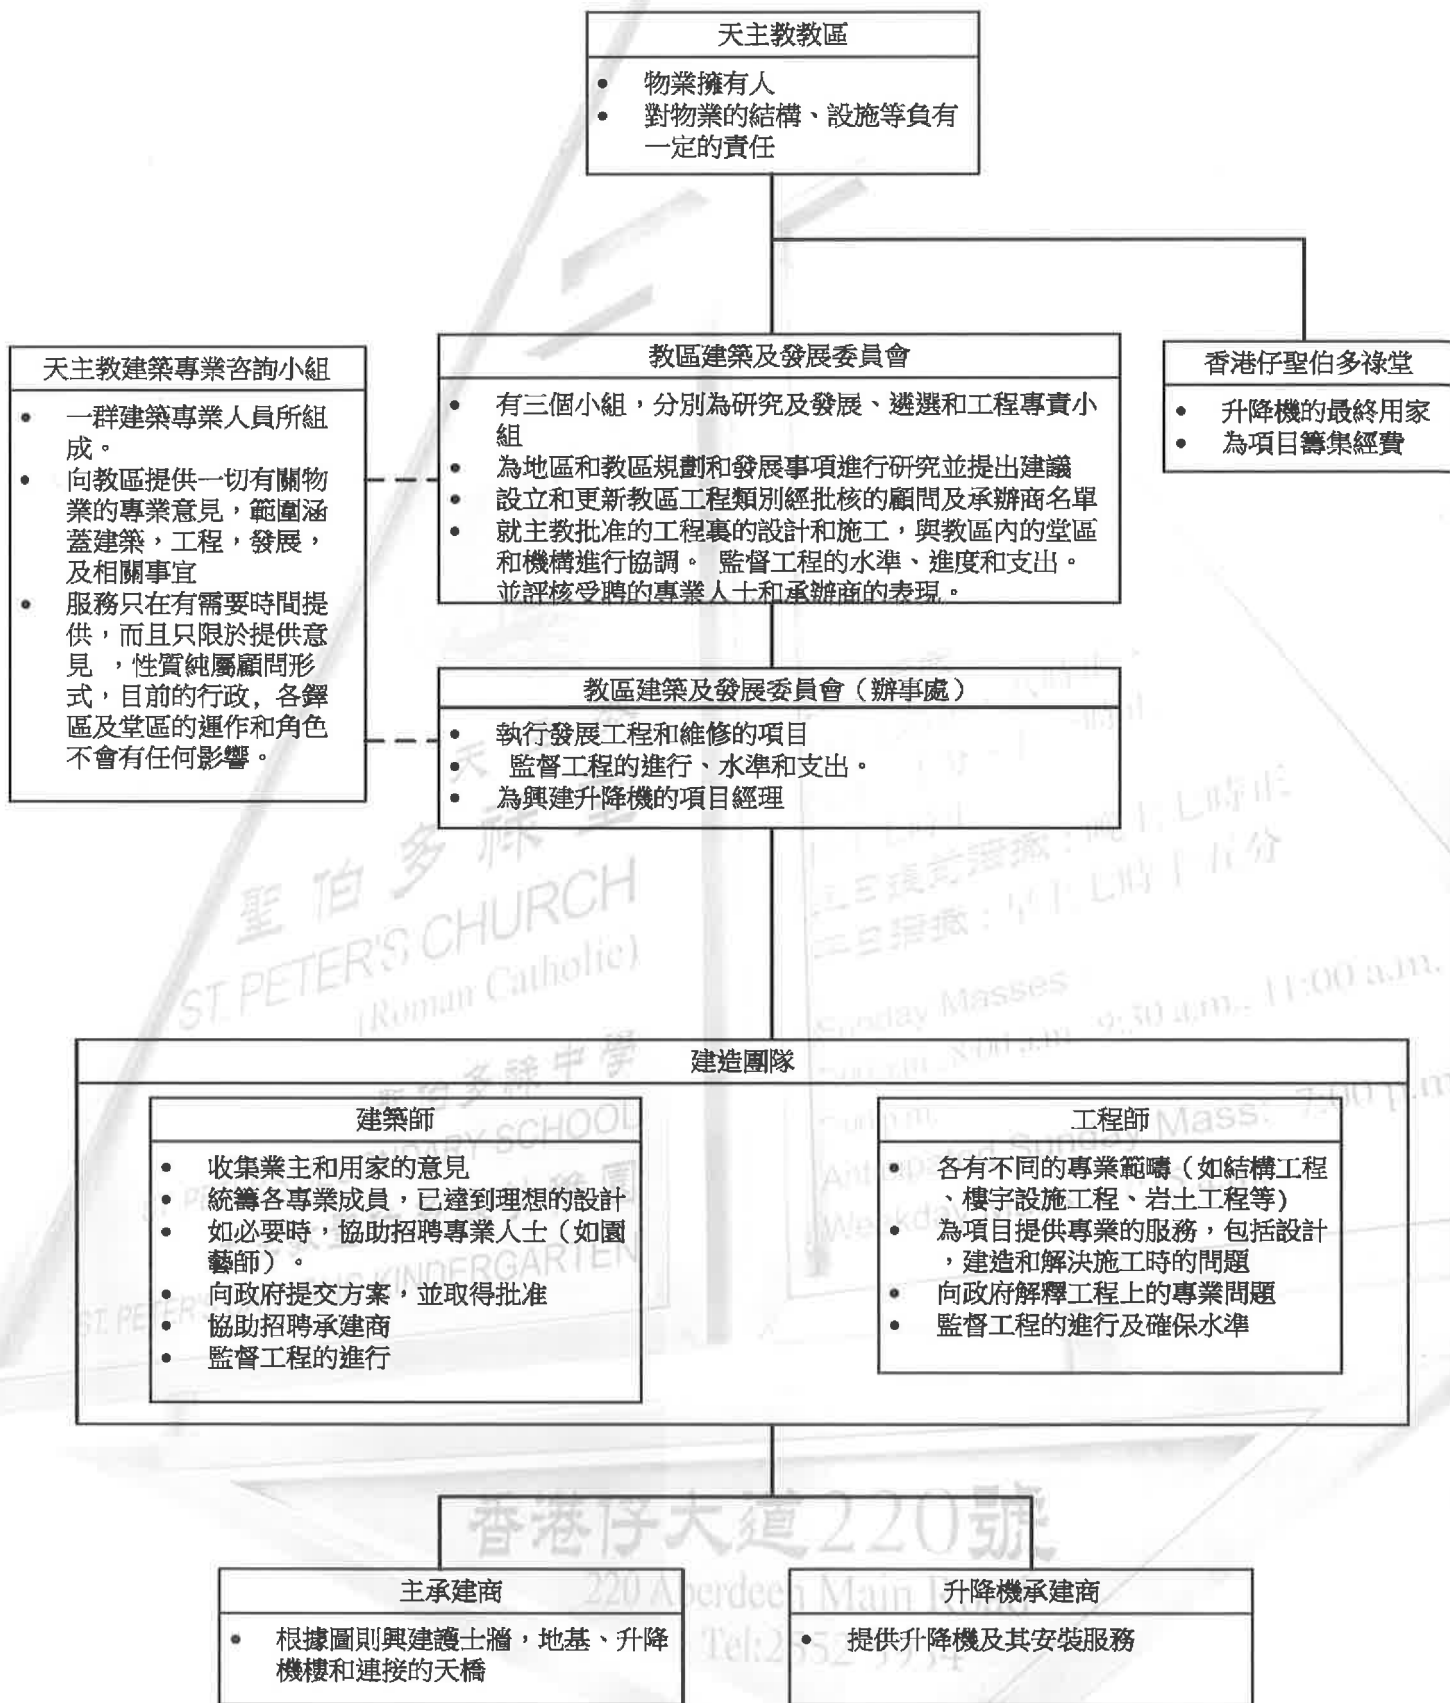 天主教教區
• 物業擁有人
• 對物業的結構、設施等負有
一定的責任
天主教建築專業咨詢小組
• 一群建築專業人員所組
成。
• 向教區提供一切有關物
業的專業意見，範圍涵
蓋建築，工程，發展，
及相關事宜
• 服務只在有需要時間提
供，而且只限於提供意
見 ，性質純屬顧問形
式，目前的行政, 各鐸
區及堂區的運作和角色
不會有任何影響。
教區建築及發展委員會
• 有三個小組，分別為研究及發展、遴選和工程專責小
組
• 為地區和教區規劃和發展事項進行研究並提出建議
• 設立和更新教區工程類別經批核的顧問及承辦商名單
• 就主教批准的工程裏的設計和施工，與教區內的堂區
和機構進行協調。 監督工程的水準、進度和支出。
並評核受聘的專業人士和承辦商的表現。
香港仔聖伯多祿堂
• 升降機的最終用家
• 為項目籌集經費
教區建築及發展委員會（辦事處）
• 執行發展工程和維修的項目
• 監督工程的進行、水準和支出。
• 為興建升降機的項目經理
聖伯多祿堂
ST. PETER'S CHURCH
(Roman Catholic)
Sunday Masses
9:30 a.m., 11:00 a.m.
Anticipated Sunday Mass: 7:00 p.m
聖伯多祿中學
建造團隊
建築師
• 收集業主和用家的意見
• 統籌各專業成員，已達到理想的設計
• 如必要時，協助招聘專業人士（如園
藝師）。
• 向政府提交方案，並取得批准
• 協助招聘承建商
• 監督工程的進行
工程師
• 各有不同的專業範疇（如結構工程
、樓宇設施工程、岩土工程等)
• 為項目提供專業的服務，包括設計
，建造和解決施工時的問題
• 向政府解釋工程上的專業問題
• 監督工程的進行及確保水準
香港仔大道220號
220 Aberdeen Main Road
主承建商
• 根據圖則興建護土牆，地基、升降
機樓和連接的天橋
升降機承建商
• 提供升降機及其安裝服務